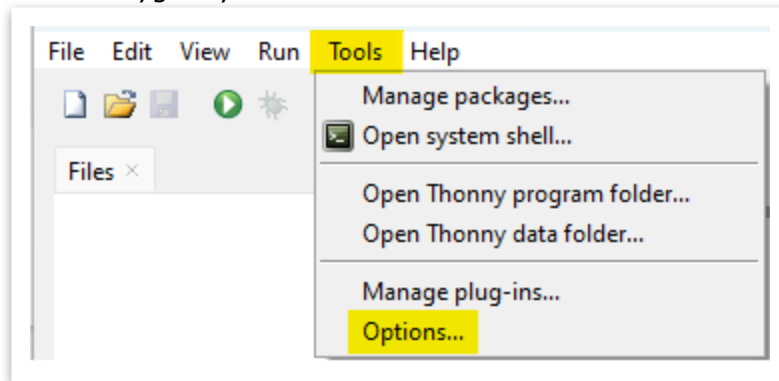 File Edit View Run Tools Help
Manage packages...
Open system shell...
Files
Open Thonny program folder...
Open Thonny data folder...
Manage plug-ins...
Options...